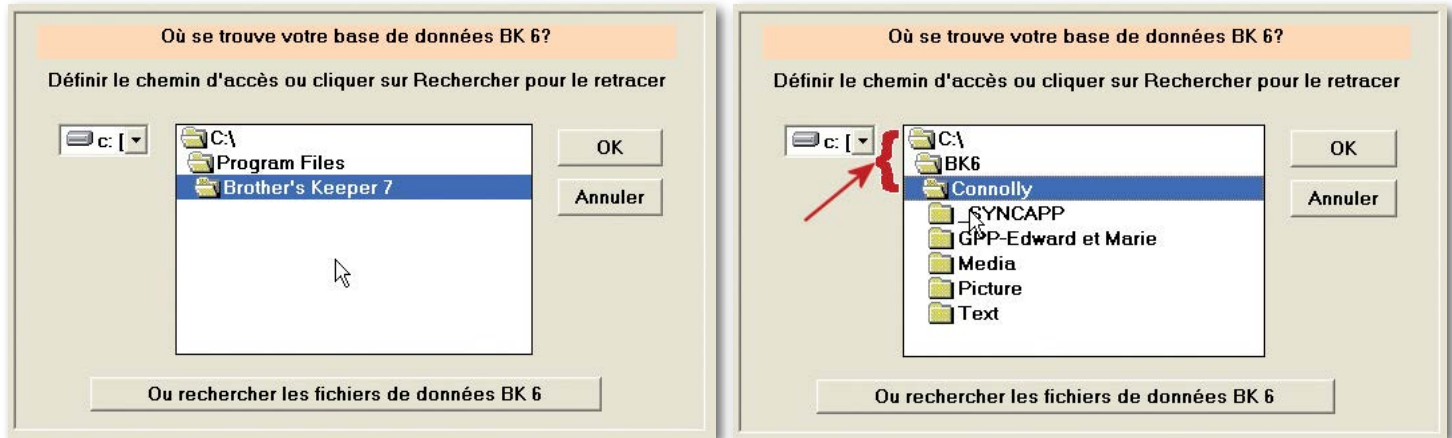 Où se trouve votre base de données BK 6?
Définir le chemin d'accès ou cliquer sur Rechercher pour le retracer
c: [
C:\
Program Files
Brother's Keeper 7
OK
Annuler
Ou rechercher les fichiers de données BK 6
Où se trouve votre base de données BK 6?
Définir le chemin d'accès ou cliquer sur Rechercher pour le retracer
c: [
C:\
BK6
Connolly
_SYNCAPP
GPP-Edward et Marie
Media
Picture
Text
OK
Annuler
Ou rechercher les fichiers de données BK 6